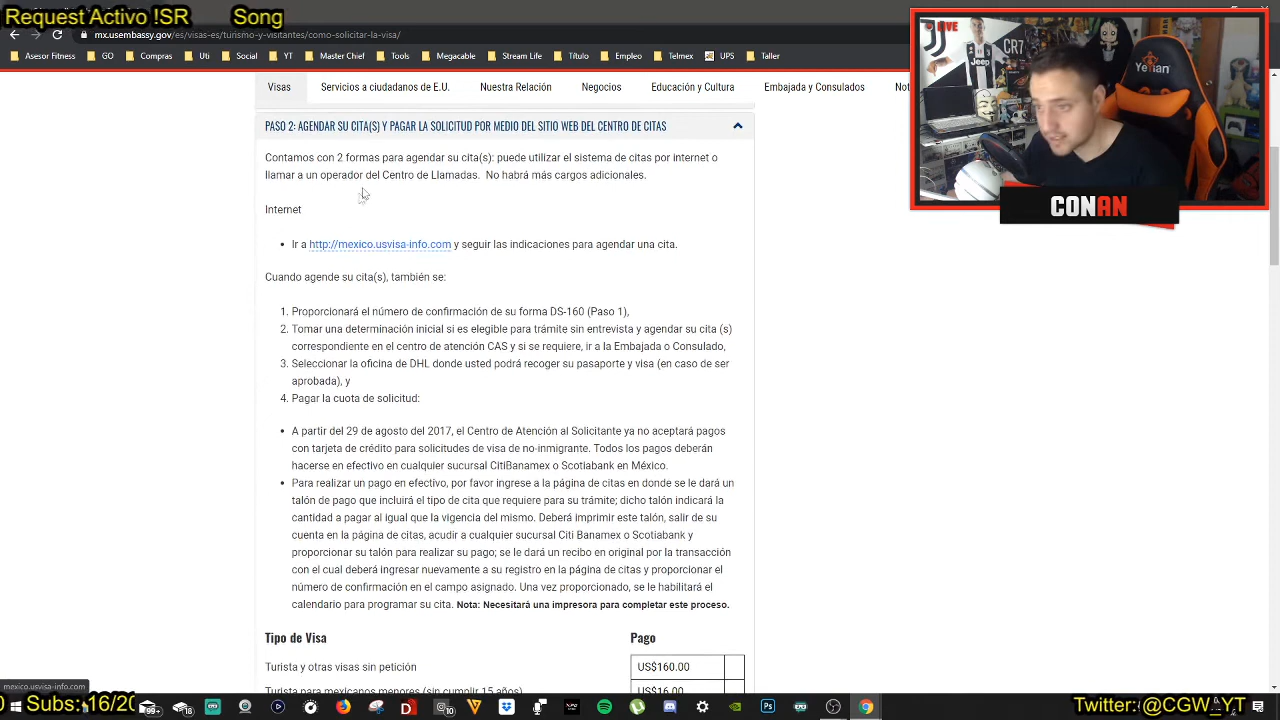 Request Activo !SR Song
mx.usembassy.gov/es/visas-es/turismo-y-visitantes/como-solicitar-la-visa/
Asesor Fitness GO Compras Uti Social YT Mastr Chief Tools Megacable Stream Life Titulo Empleo Telmex Taller
LIVE
CR7
Jeep
CONAN
Visas Servicios a ciudadanos de E.U. Nuestra Relación Negocios Educación y Cultura Embajada y Consulados Not
PASO 2: AGENDAR SU CITA(S) Y PAGAR LA SOLICITUD POR MEDIO DEL SITIO WEB DEL CENTRO DE CITAS
Contamos con 2 formas para agendar su cita(s): puede utilizar el sistema de citas por internet o
llamar a un operador del Centro de Llamadas. No habrá más cargos adicionales.
Internet
• Ir a http://mexico.usvisa-info.com y seguir las indicaciones para agendar su cita.
Cuando agende su cita(s), también se:
1. Proporcionará el número de confirmación de su forma DS-160 (Paso 1),
2. Tomar una determinación inicial si es elegible para trámite sin entrevista y agendar su cita (s)
correspondiente en el centro de atención CAS y si se requiere, ir a la Embajada o Consulado,
3. Seleccionar la oficina de DHL donde usted podrá recoger su pasaporte y visa (en caso de ser
aprobada), y
4. Pagar la cuota de solicitud:
• A partir del 29 de agosto del 2017, el Centro de Atención al Solicitante ya no aceptará pagos
con tarjeta de crédito para solicitudes de visa de no-inmigrante. Todos los pagos deberán
hacerse en efectivo en cualquier sucursal CitiBanamex o Scotiabank en México.
• Para realizar un pago en efectivo, por favor ingrese a la página de citas en donde se le dará un
talón de pago que incluirá el tipo de cita que requiere para su trámite; dicho talón indicará la
cantidad a pagar al igual que la vigencia del mismo. Deberá imprimir este talón, salir de su
cuenta en la página de citas, acudir a cualquier sucursal Citi Banamex o Scotiabank y
proporcionar su talón para realizar su pago; se le dará un recibo en original por la transacción
con el cual deberá ingresar nuevamente a su registro en la página de citas y proporcionar el
número de confirmación en el campo asignado. Una vez proporcionado, se le habilitará el
calendario para programar su cita. Nota: Necesitará una impresora para completar este proceso.
Tipo de Visa Pago
Turista y otras visas sin petición US$160.00
Turista para mexicanos menores (sin cumplir 15 años)
mexico.usvisa-info.com
Subs: 16/20
Twitter: @CGW_YT